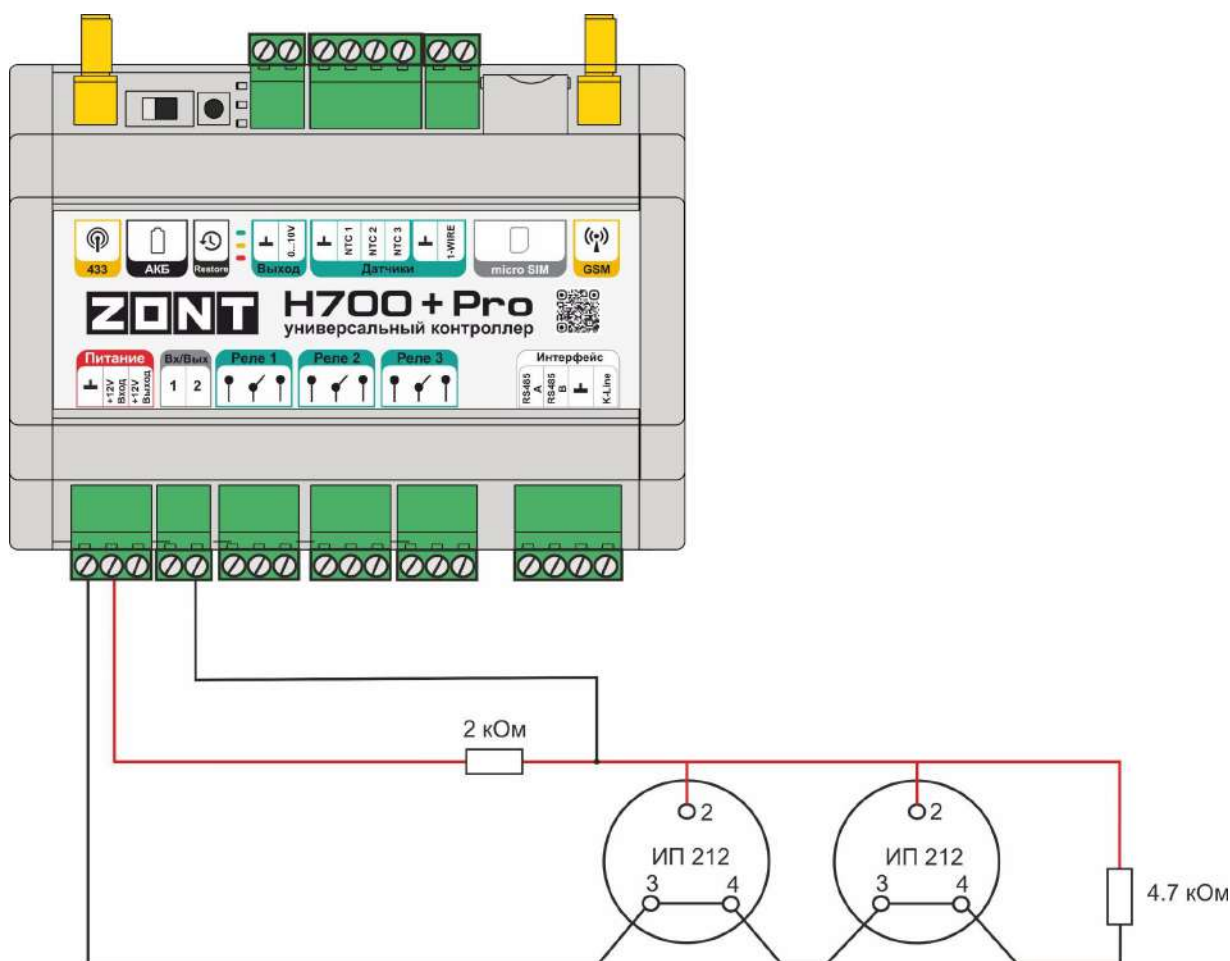 433
АКБ
Restore
0...10V
Выход
NTC 1
NTC 2
NTC 3
1-WIRE
Датчики
micro SIM
GSM
ZONT
H700+Pro
универсальный контроллер
Питание
+12V
Вход
+12V
Выход
Вх/Вых
1 2
Реле 1
Реле 2
Реле 3
Интерфейс
RS485
A
RS485
B
K-Line
2 кОм
2
ИП 212
3 4
2
ИП 212
3 4
4.7 кОм